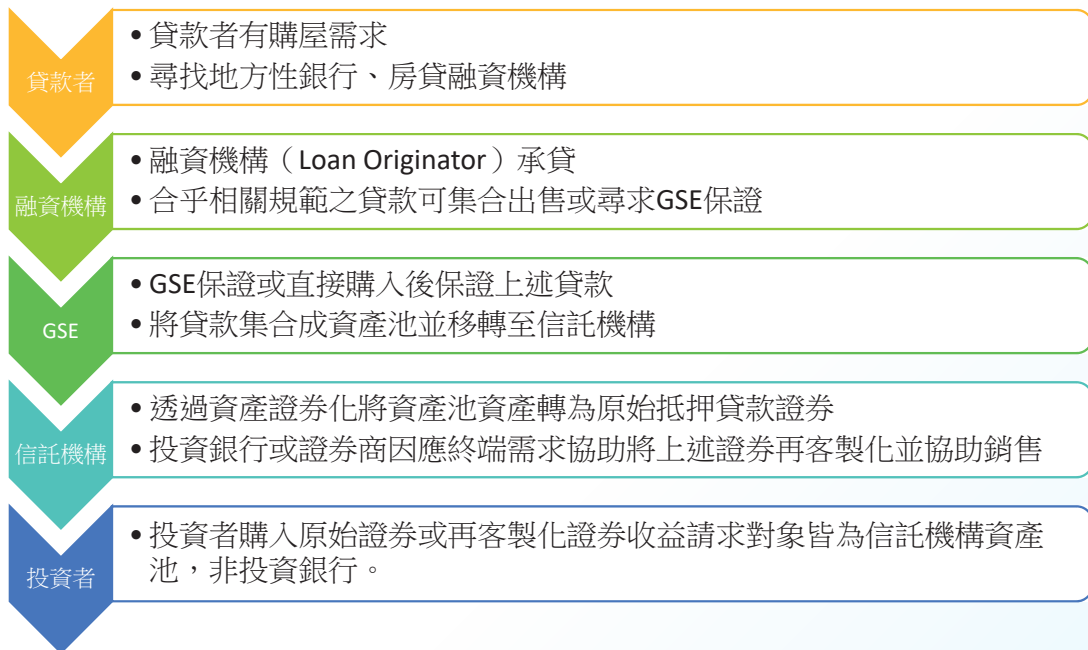 貸款者
•貸款者有購屋需求
•尋找地方性銀行、房貸融資機構
融資機構
•融資機構（Loan Originator）承貸
•合乎相關規範之貸款可集合出售或尋求GSE保證
GSE
•GSE保證或直接購入後保證上述貸款
•將貸款集合成資產池並移轉至信託機構
信託機構
•透過資產證券化將資產池資產轉為原始抵押貸款證券
•投資銀行或證券商因應終端需求協助將上述證券再客製化並協助銷售
投資者
•投資者購入原始證券或再客製化證券收益請求對象皆為信託機構資產
池，非投資銀行。